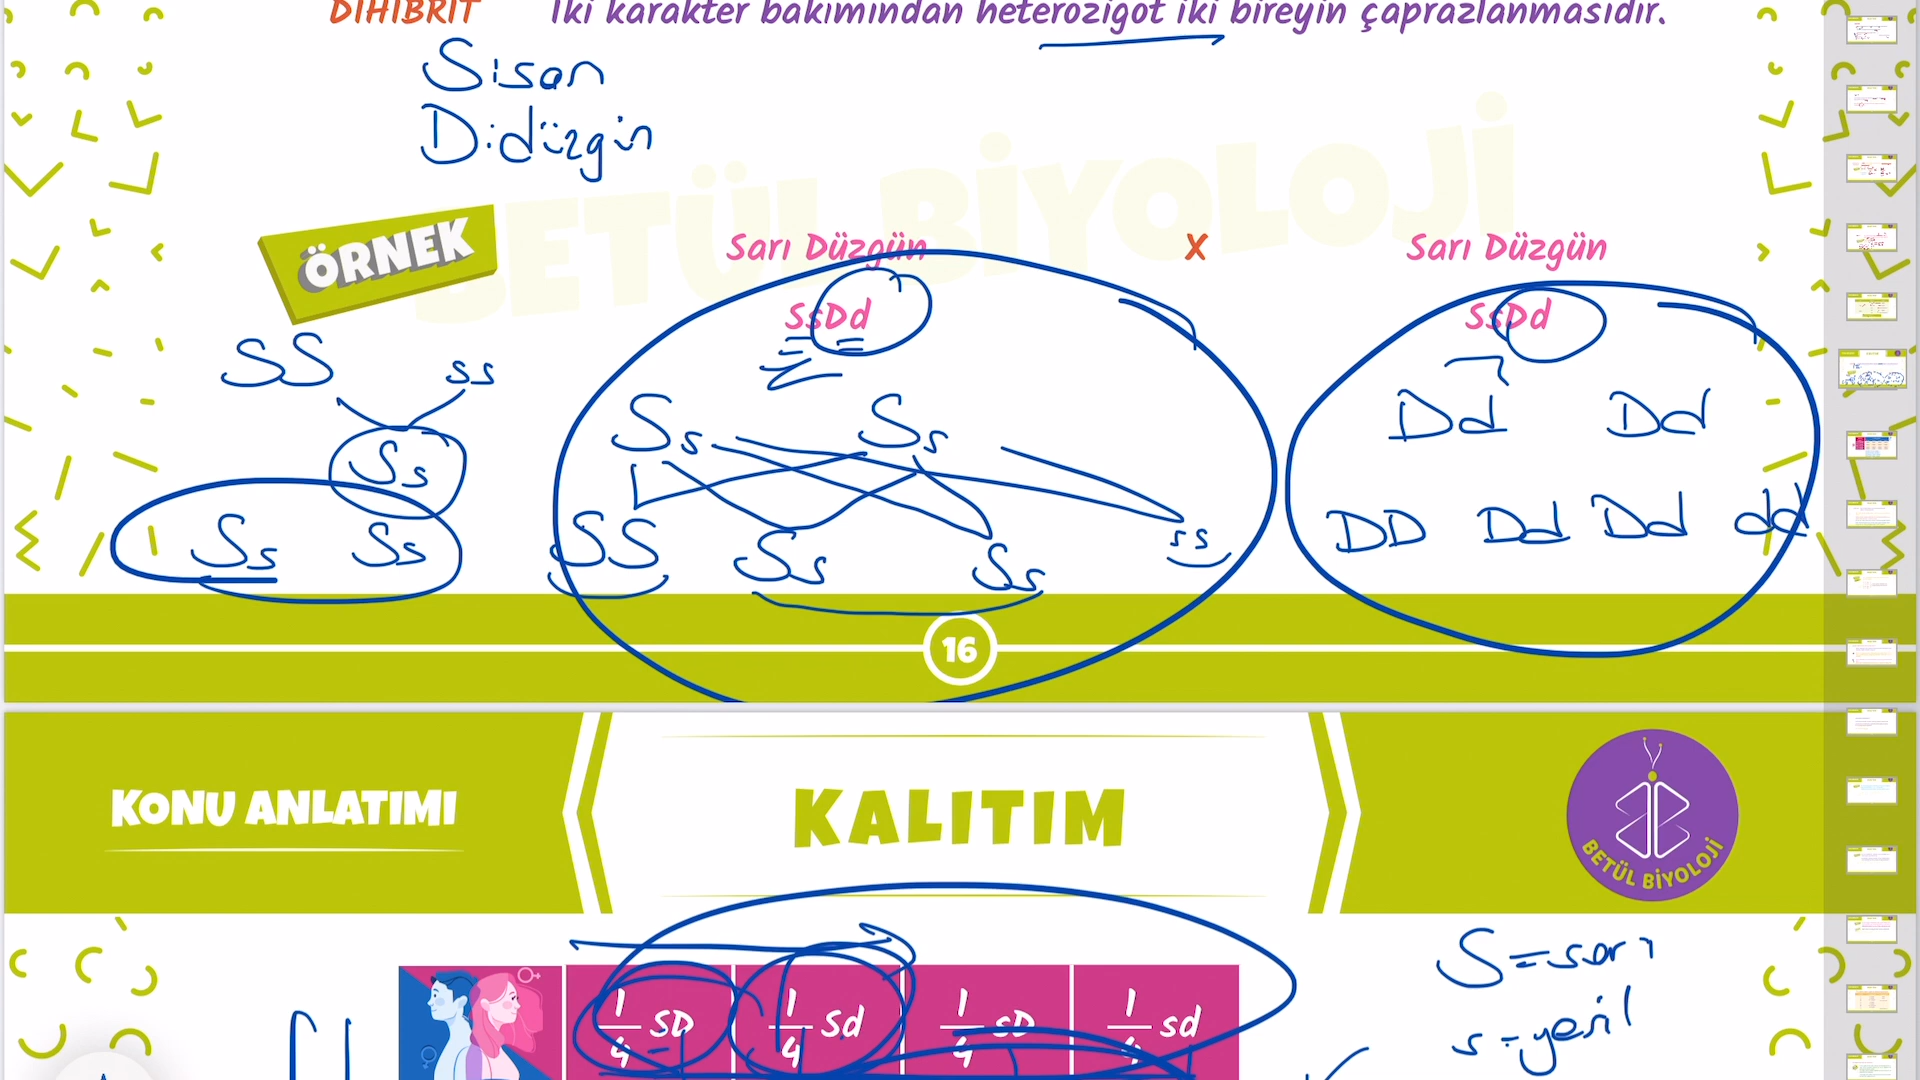 DİHİBRİT İki karakter bakımından heterozigot iki bireyin çaprazlanmasıdır.
S:sarı
D:düzgün
BETÜL BİYOLOJİ
ÖRNEK
Sarı Düzgün X Sarı Düzgün
SsDd SsDd
SS ss
Ss
Ss Ss
Ss Ss
SS Ss Ss ss
Dd Dd
DD Dd Dd dd
16
KONU ANLATIMI
KALITIM
BETÜL BİYOLOJİ
1/4 SD 1/4 Sd 1/4 sD 1/4 sd
S=sarı
s=yeşil